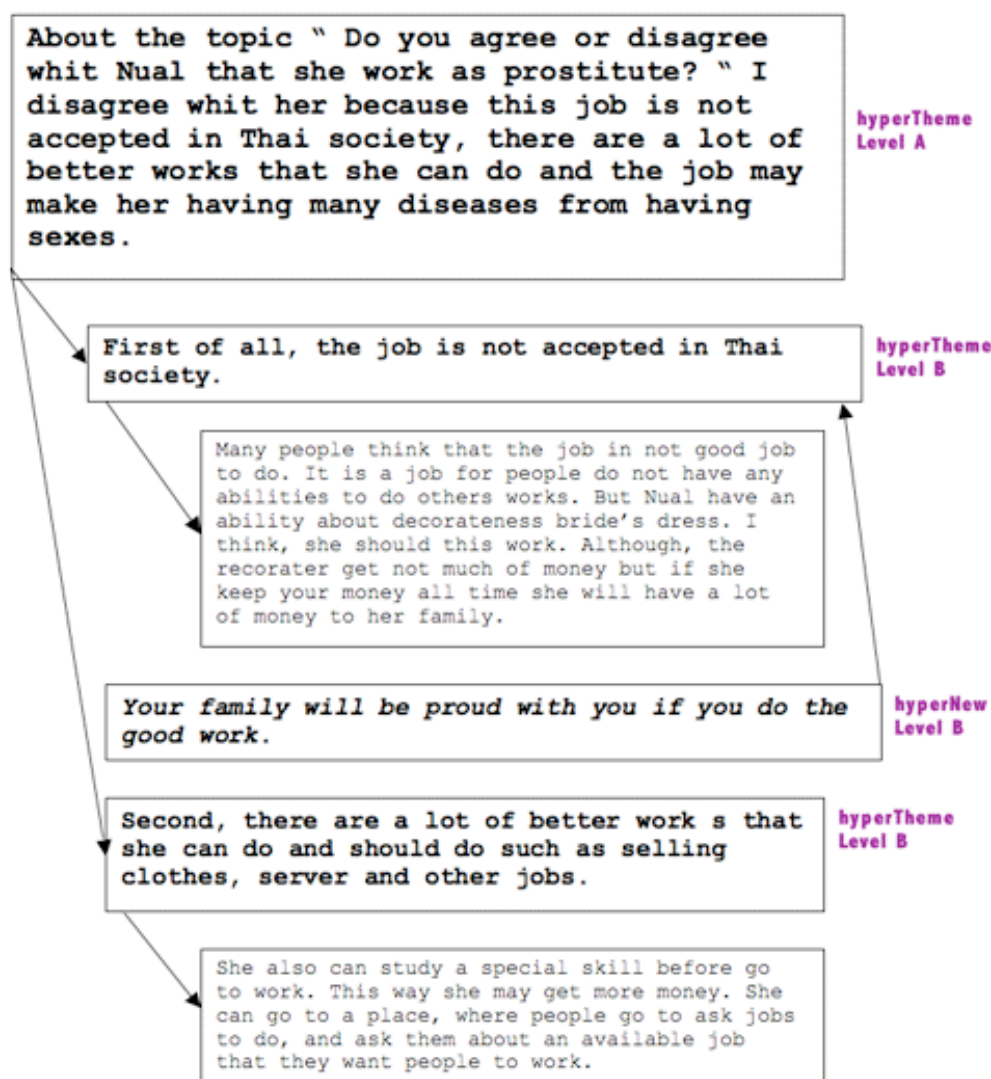 About the topic “ Do you agree or disagree
whit Nual that she work as prostitute? “ I
disagree whit her because this job is not
accepted in Thai society, there are a lot of
better works that she can do and the job may
make her having many diseases from having
sexes.
hyperTheme
Level A
First of all, the job is not accepted in Thai
society.
hyperTheme
Level B
Many people think that the job in not good job
to do. It is a job for people do not have any
abilities to do others works. But Nual have an
ability about decorateness bride’s dress. I
think, she should this work. Although, the
recorater get not much of money but if she
keep your money all time she will have a lot
of money to her family.
Your family will be proud with you if you do the
good work.
hyperNew
Level B
Second, there are a lot of better work s that
she can do and should do such as selling
clothes, server and other jobs.
hyperTheme
Level B
She also can study a special skill before go
to work. This way she may get more money. She
can go to a place, where people go to ask jobs
to do, and ask them about an available job
that they want people to work.